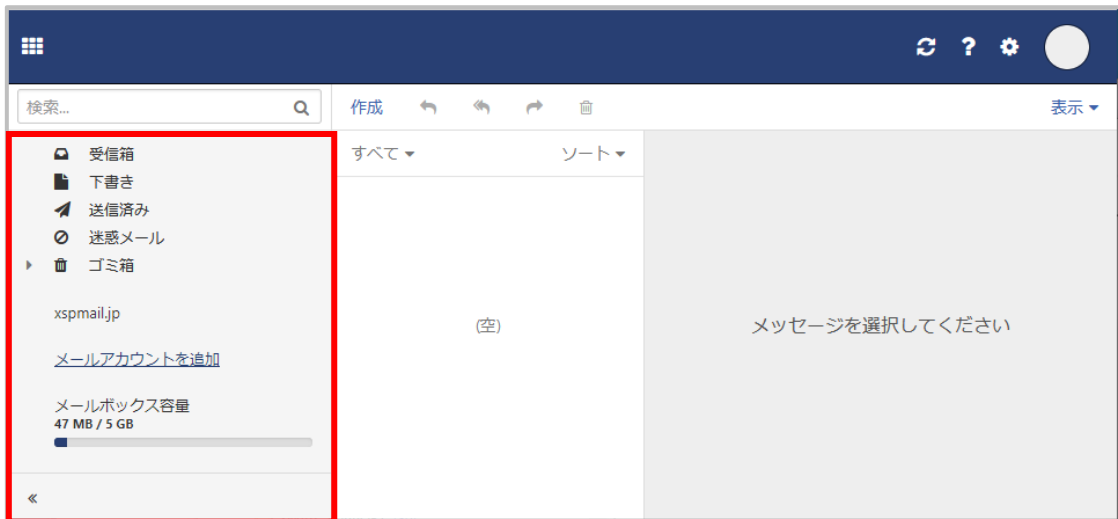 検索...
作成
表示
受信箱
下書き
送信済み
迷惑メール
ゴミ箱
xspmail.jp
メールアカウントを追加
メールボックス容量
47 MB / 5 GB
すべて ソート
(空)
メッセージを選択してください